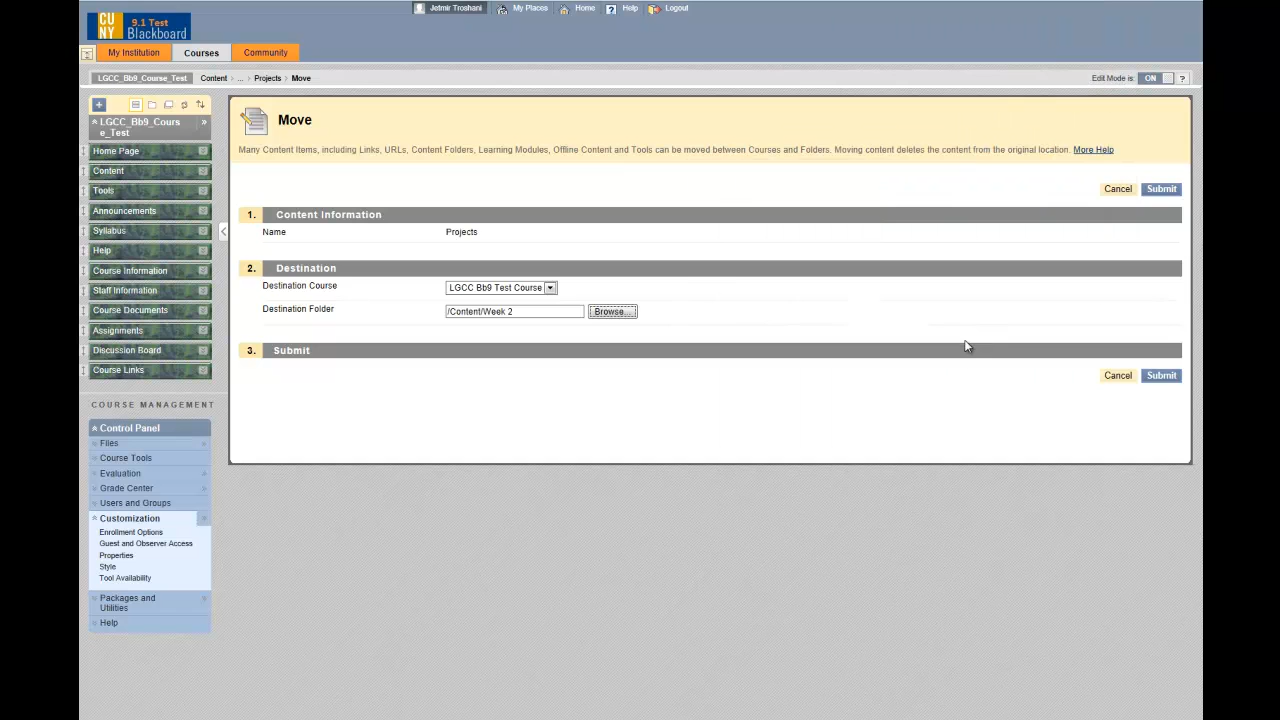 Jetmir Troshani My Places Home Help Logout
CU NY 9.1 Test Blackboard
My Institution Courses Community
LGCC_Bb9_Course_Test Content > ... > Projects > Move Edit Mode is: ON ?
LGCC_Bb9_Cours
e_Test
Home Page
Content
Tools
Announcements
Syllabus
Help
Course Information
Staff Information
Course Documents
Assignments
Discussion Board
Course Links
COURSE MANAGEMENT
Control Panel
Files
Course Tools
Evaluation
Grade Center
Users and Groups
Customization
Enrollment Options
Guest and Observer Access
Properties
Style
Tool Availability
Packages and
Utilities
Help
Move
Many Content Items, including Links, URLs, Content Folders, Learning Modules, Offline Content and Tools can be moved between Courses and Folders. Moving content deletes the content from the original location. More Help
Cancel Submit
1. Content Information
Name Projects
2. Destination
Destination Course LGCC Bb9 Test Course
Destination Folder /Content/Week 2 Browse...
3. Submit
Cancel Submit